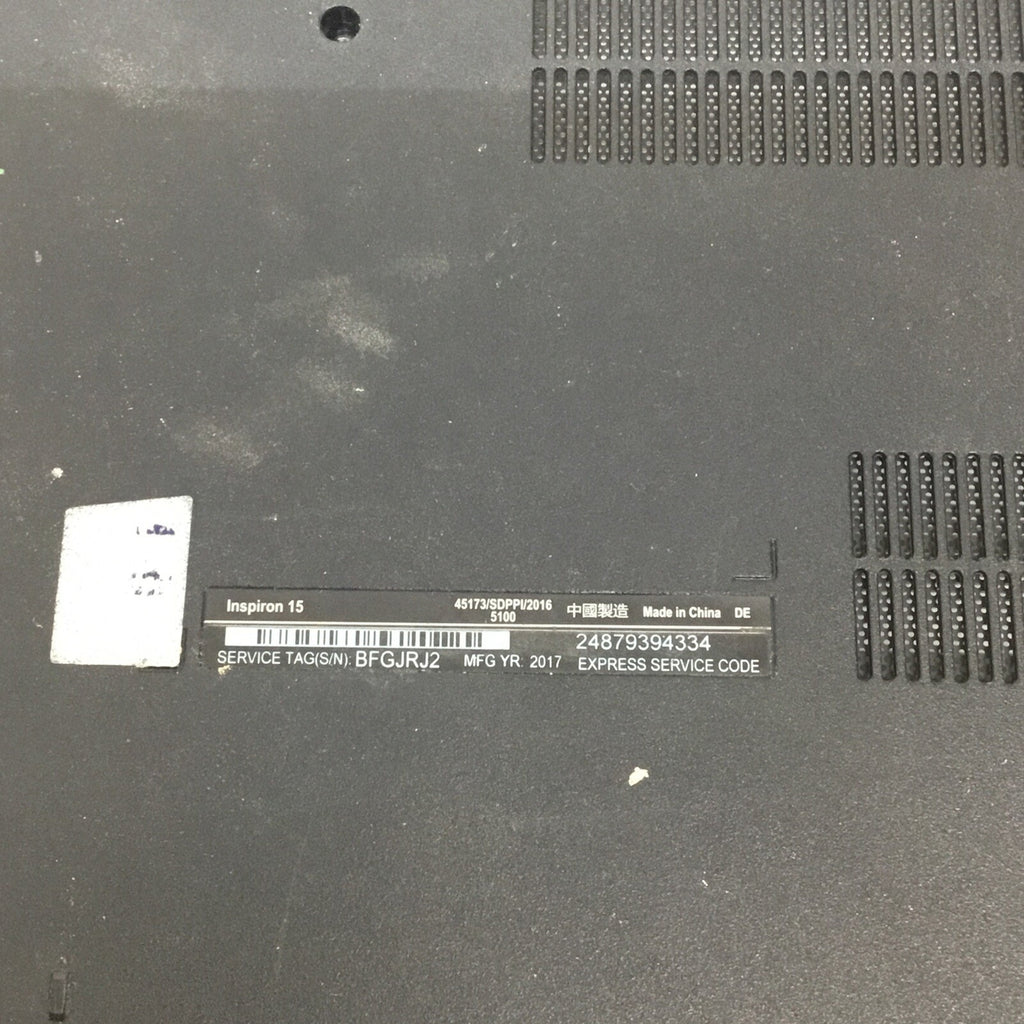 Inspiron 15
45173/SDPPI/2016
5100
中國製造 Made in China DE
24879394334
SERVICE TAG(S/N): BFGJRJ2 MFG YR. 2017 EXPRESS SERVICE CODE